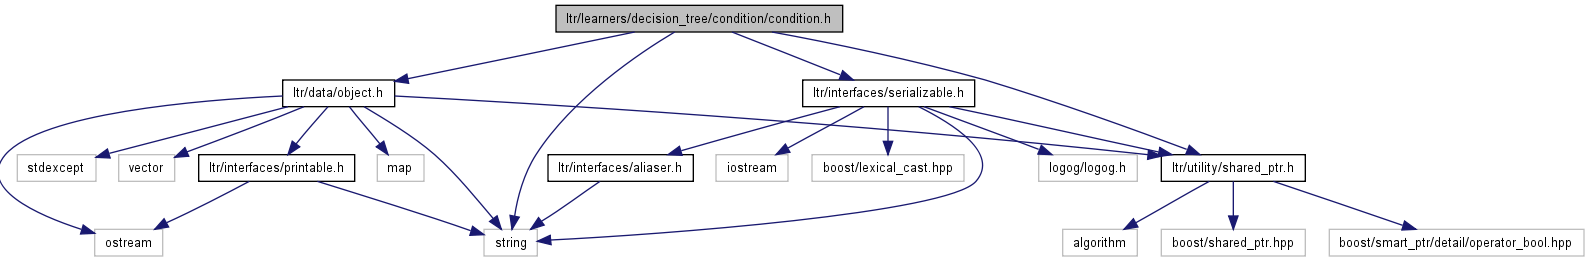 ltr/learners/decision_tree/condition/condition.h
ltr/data/object.h
ltr/interfaces/serializable.h
stdexcept
vector
ltr/interfaces/printable.h
map
ltr/interfaces/aliaser.h
iostream
boost/lexical_cast.hpp
logog/logog.h
ltr/utility/shared_ptr.h
ostream
string
algorithm
boost/shared_ptr.hpp
boost/smart_ptr/detail/operator_bool.hpp